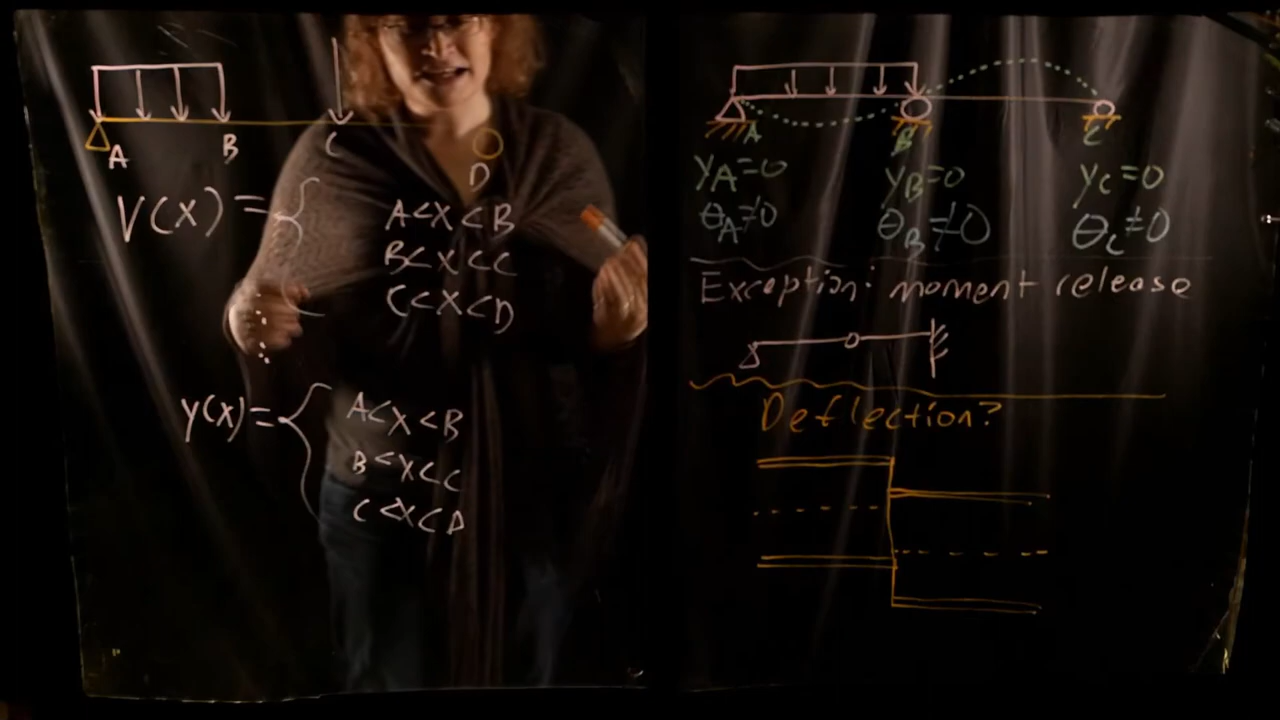 A B C D
V(x) = {
A<x<B
B<x<C
C<x<D
y(x) = {
A<x<B
B<x<C
C<x<D
A B C
yA=0 yB=0 yC=0
θA≠0 θB≠0 θC≠0
Exception: moment release
Deflection?